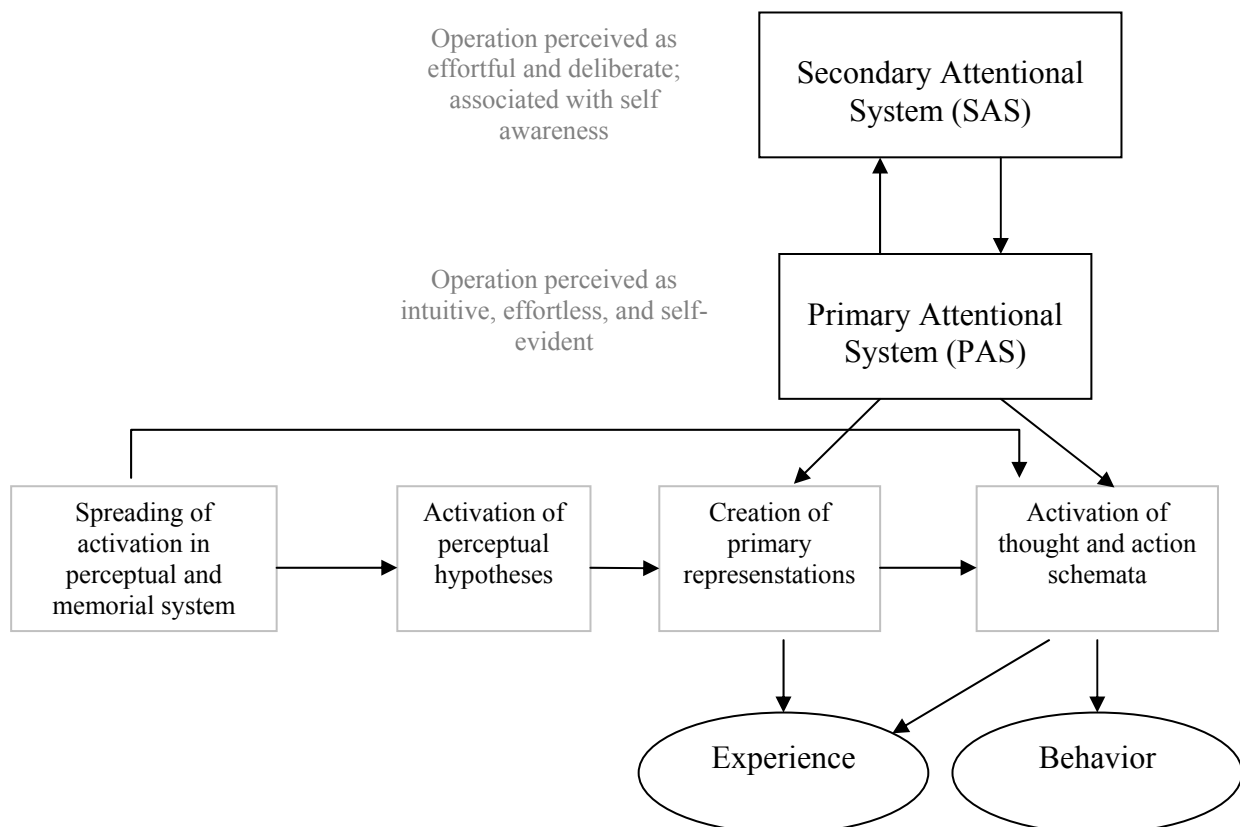 Operation perceived as
effortful and deliberate;
associated with self
awareness
Secondary Attentional
System (SAS)
Operation perceived as
intuitive, effortless, and self-
evident
Primary Attentional
System (PAS)
Spreading of
activation in
perceptual and
memorial system
Activation of
perceptual
hypotheses
Creation of
primary
represenstations
Activation of
thought and action
schemata
Experience
Behavior